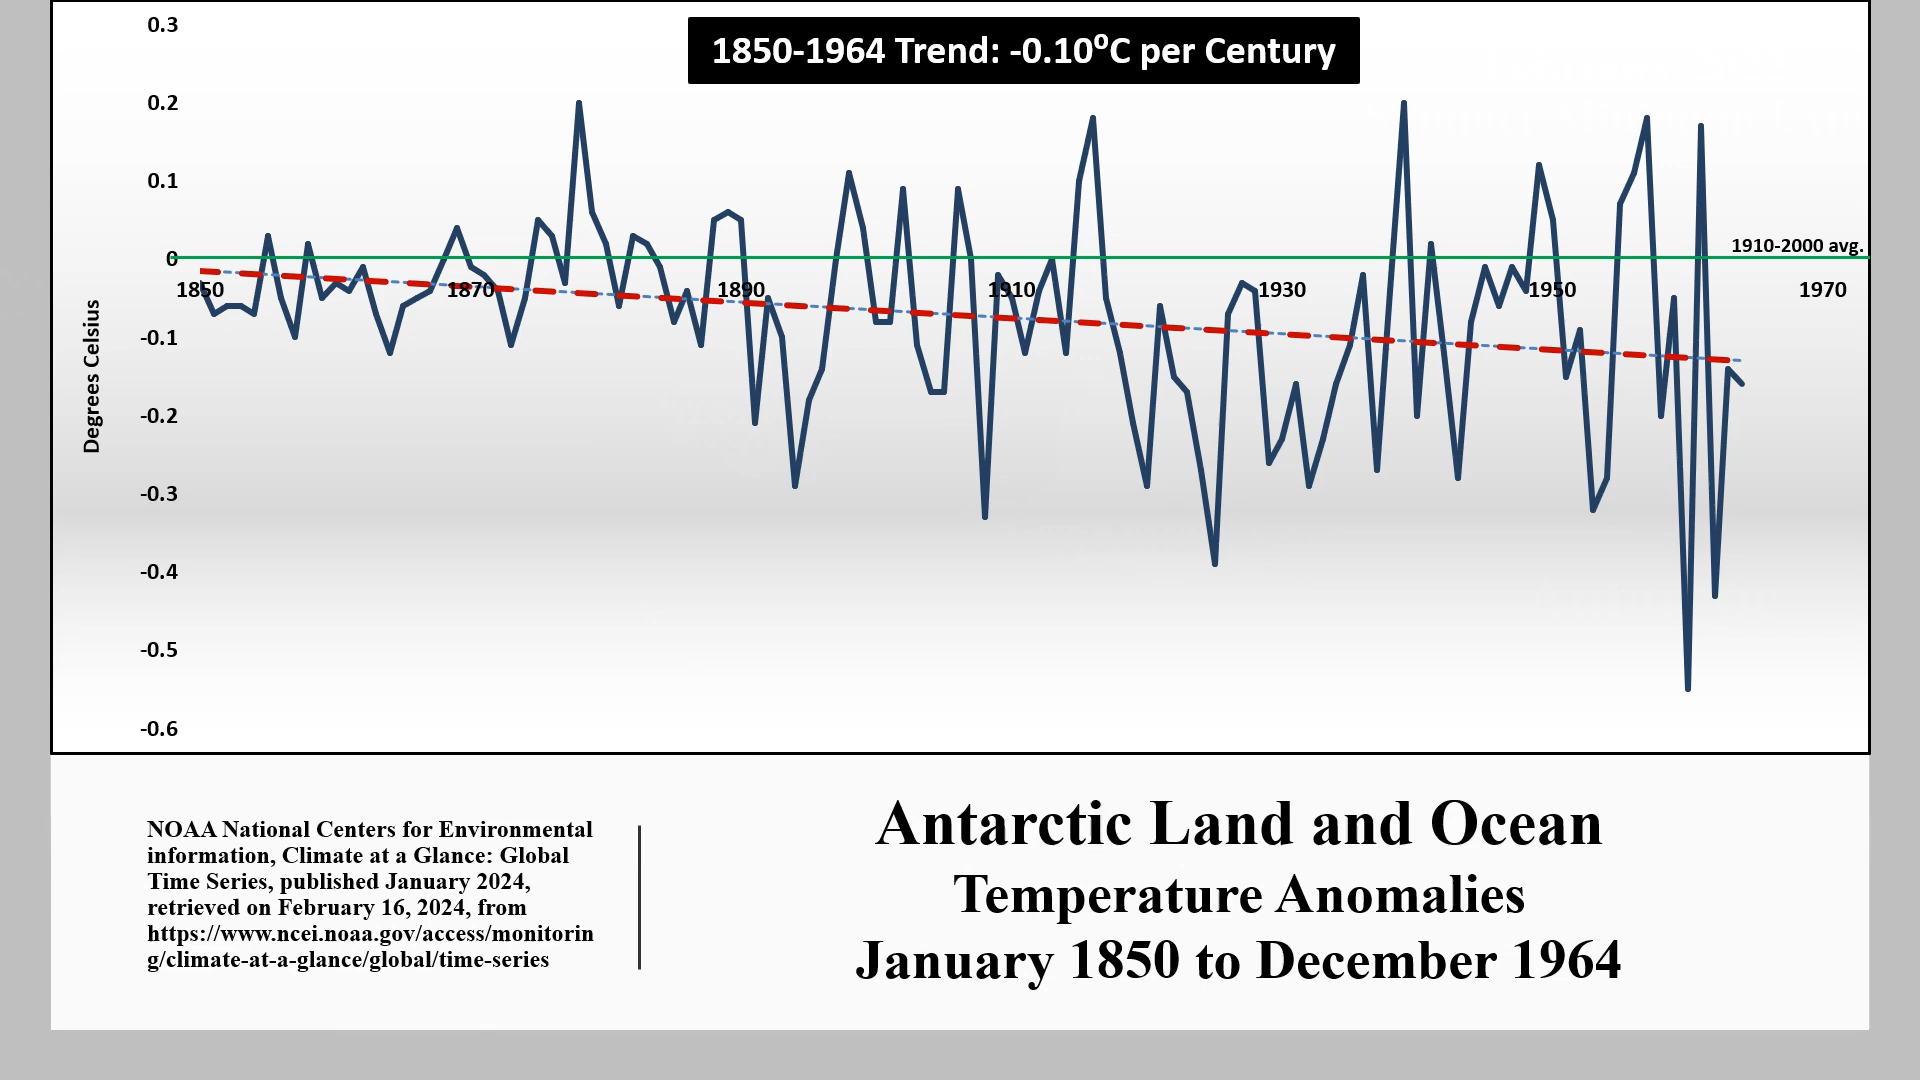 0.3
1850-1964 Trend: -0.10⁰C per Century
0.2
0.1
1910-2000 avg.
0
1850 1870 1890 1910 1930 1950 1970
Degrees Celsius
-0.1
-0.2
-0.3
-0.4
-0.5
-0.6
NOAA National Centers for Environmental
information, Climate at a Glance: Global
Time Series, published January 2024,
retrieved on February 16, 2024, from
https://www.ncei.noaa.gov/access/monitorin
g/climate-at-a-glance/global/time-series
Antarctic Land and Ocean
Temperature Anomalies
January 1850 to December 1964